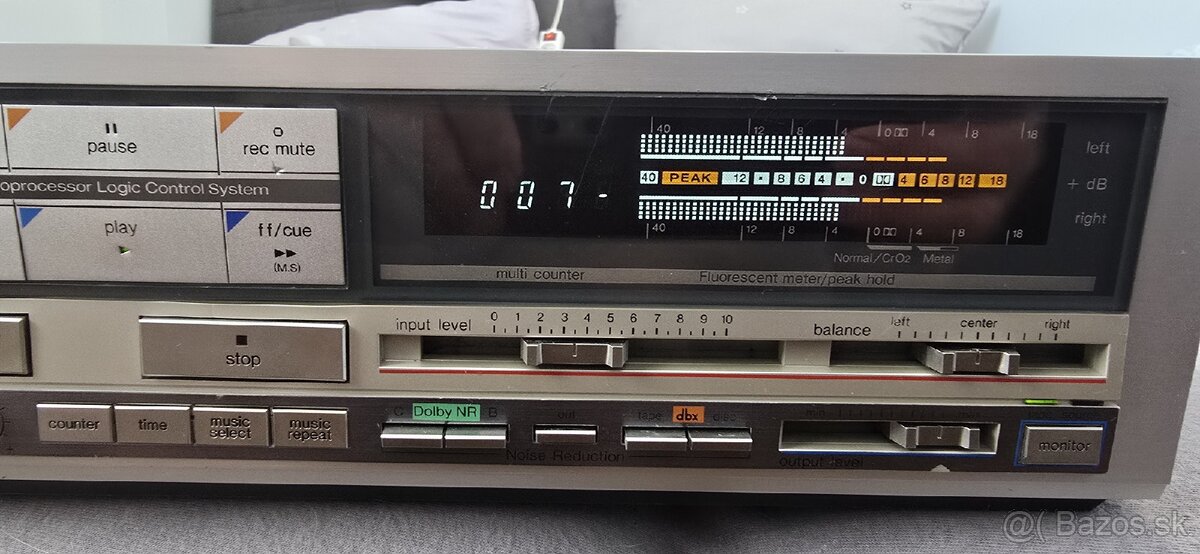 pause
rec mute
oprocessor Logic Control System
play
ff/cue
(M.S)
stop
counter
time
music select
music repeat
007-
40 12 8 4 0 4 8 18
left
40 PEAK 12 8 6 4 0 4 6 8 12 18
+ dB
right
40 12 8 4 0 4 8 18
Normal/CrO2 Metal
multi counter
Fluorescent meter/peak hold
input level 0 1 2 3 4 5 6 7 8 9 10
balance left center right
C Dolby NR B
out
tape dbx disc
Noise Reduction
min
output level
monitor
@( Bazos.sk